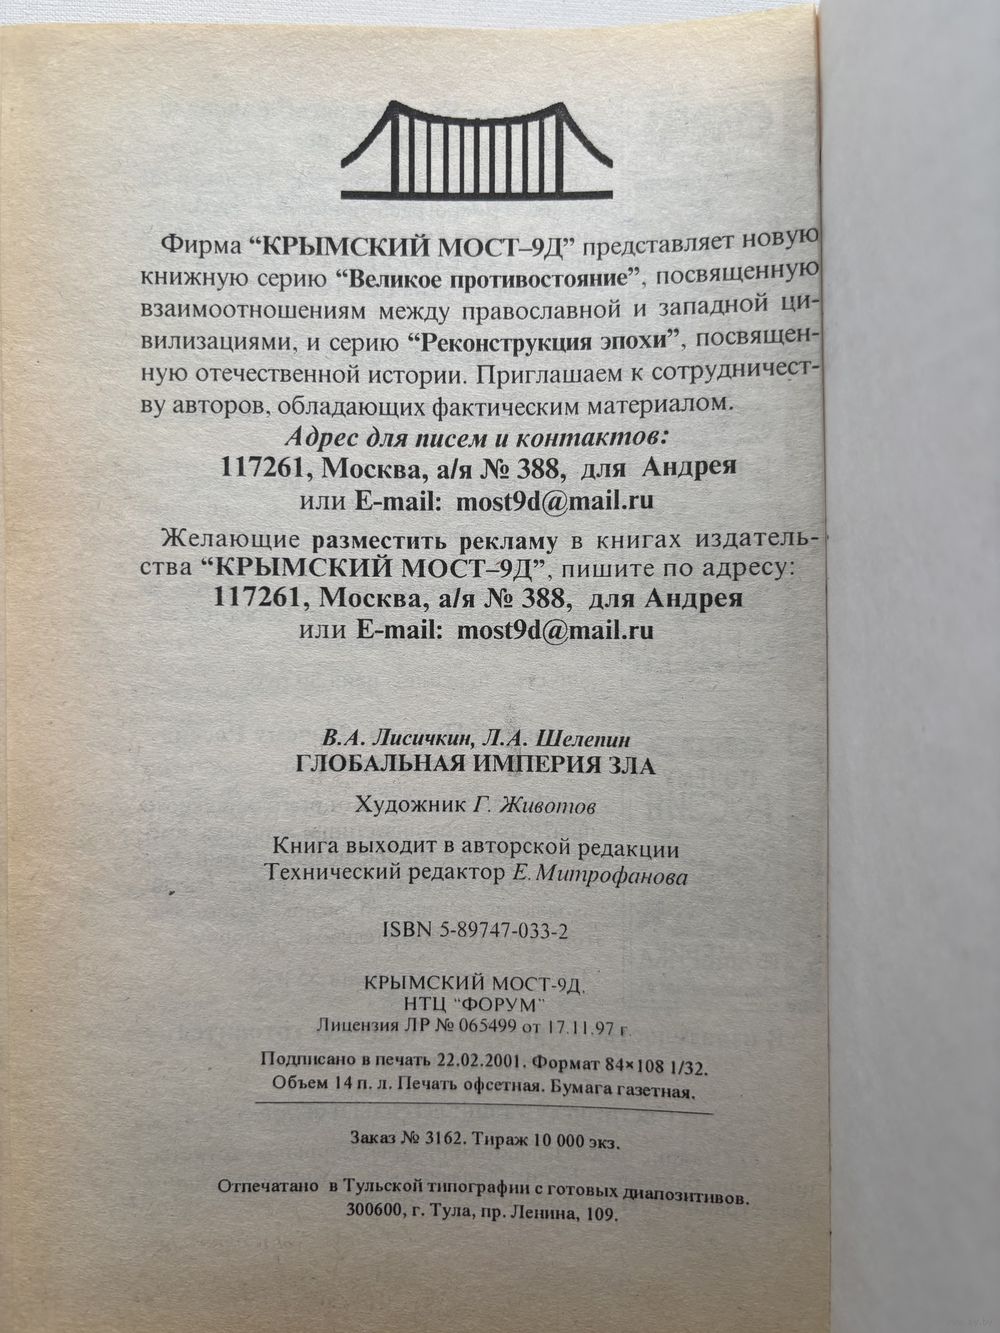 Фирма “КРЫМСКИЙ МОСТ–9Д” представляет новую
книжную серию “Великое противостояние”, посвященную
взаимоотношениям между православной и западной ци-
вилизациями, и серию “Реконструкция эпохи”, посвящен-
ную отечественной истории. Приглашаем к сотрудничест-
ву авторов, обладающих фактическим материалом.
Адрес для писем и контактов:
117261, Москва, а/я № 388, для Андрея
или E-mail: most9d@mail.ru
Желающие разместить рекламу в книгах издатель-
ства “КРЫМСКИЙ МОСТ–9Д”, пишите по адресу:
117261, Москва, а/я № 388, для Андрея
или E-mail: most9d@mail.ru
В.А. Лисичкин, Л.А. Шелепин
ГЛОБАЛЬНАЯ ИМПЕРИЯ ЗЛА
Художник Г. Животов
Книга выходит в авторской редакции
Технический редактор Е. Митрофанова
ISBN 5-89747-033-2
КРЫМСКИЙ МОСТ-9Д,
НТЦ “ФОРУМ”
Лицензия ЛР № 065499 от 17.11.97 г.
Подписано в печать 22.02.2001. Формат 84×108 1/32.
Объем 14 п. л. Печать офсетная. Бумага газетная.
Заказ № 3162. Тираж 10 000 экз.
Отпечатано в Тульской типографии с готовых диапозитивов.
300600, г. Тула, пр. Ленина, 109.